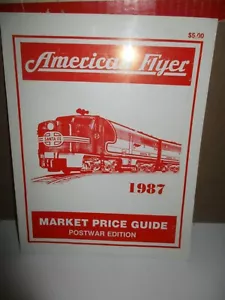 $5.00
American Flyer
SANTA FE
1987
MARKET PRICE GUIDE
POSTWAR EDITION